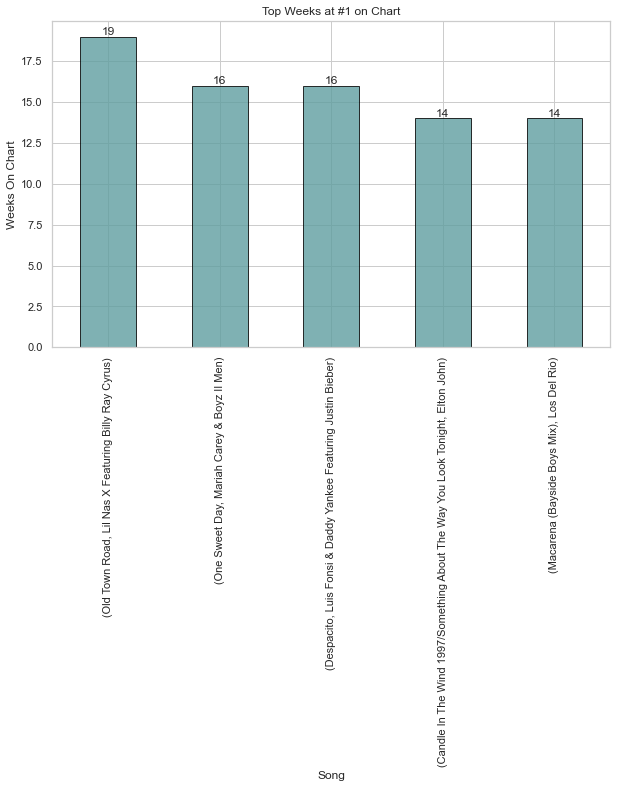 Top Weeks at #1 on Chart
19
16
16
14
14
17.5
15.0
12.5
10.0
7.5
5.0
2.5
0.0
Weeks On Chart
(Old Town Road, Lil Nas X Featuring Billy Ray Cyrus)
(One Sweet Day, Mariah Carey & Boyz II Men)
(Despacito, Luis Fonsi & Daddy Yankee Featuring Justin Bieber)
(Candle In The Wind 1997/Something About The Way You Look Tonight, Elton John)
(Macarena (Bayside Boys Mix), Los Del Rio)
Song